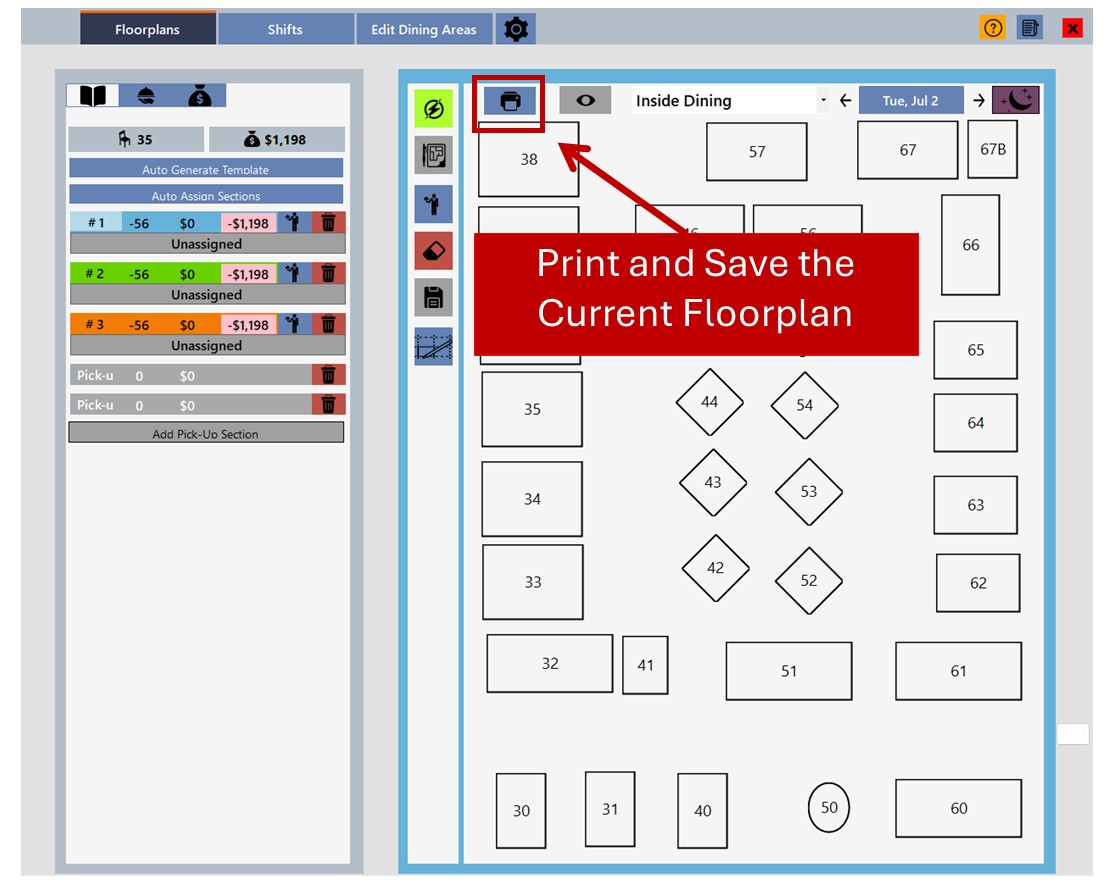 Floorplans
Shifts
Edit Dining Areas
?
35
$1,198
Auto Generate Template
Auto Assign Sections
# 1 -56 $0 -$1,198
Unassigned
# 2 -56 $0 -$1,198
Unassigned
# 3 -56 $0 -$1,198
Unassigned
Pick-u 0 $0
Pick-u 0 $0
Add Pick-Up Section
Inside Dining
Tue, Jul 2
38
57
67
67B
66
Print and Save the
Current Floorplan
65
35
44
54
64
34
43
53
63
33
42
52
62
32
41
51
61
30
31
40
50
60